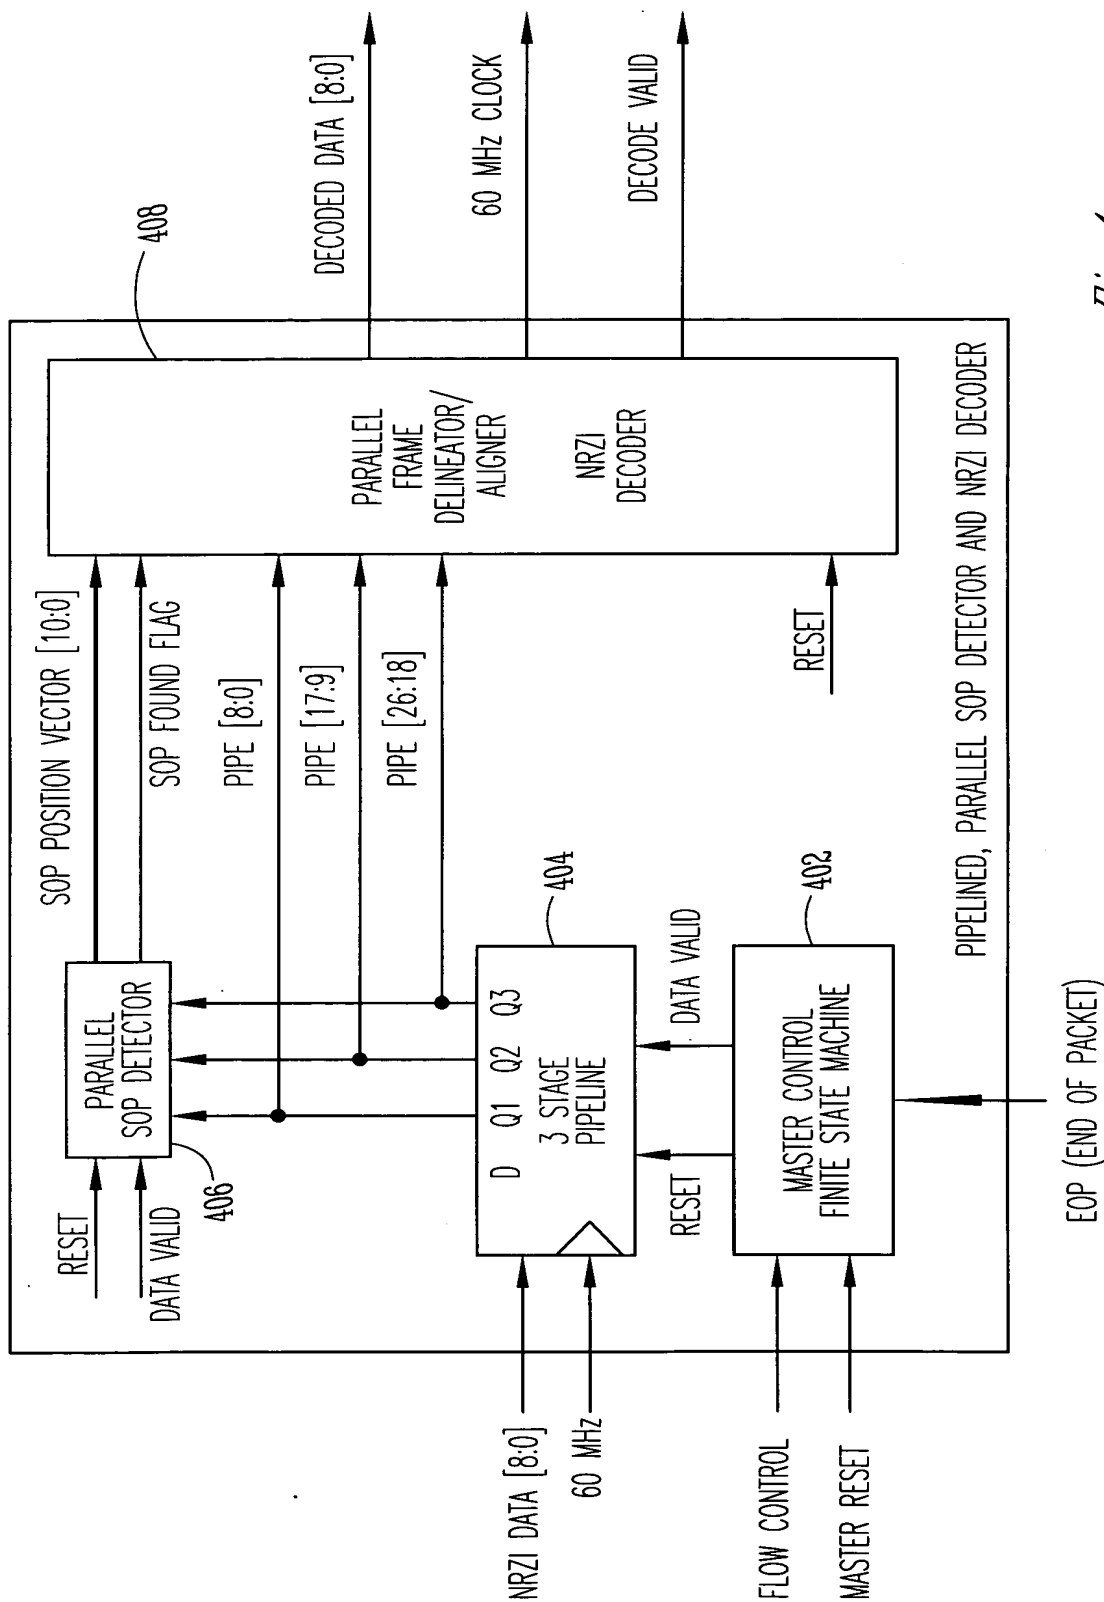 RESET
DATA VALID
406
PARALLEL
SOP DETECTOR
SOP POSITION VECTOR [10:0]
SOP FOUND FLAG
PIPE [8:0]
PIPE [17:9]
PIPE [26:18]
408
PARALLEL
FRAME
DELINEATOR/
ALIGNER
NRZI
DECODER
RESET
DECODED DATA [8:0]
60 MHz CLOCK
DECODE VALID
NRZI DATA [8:0]
60 MHz
D Q1 Q2 Q3
3 STAGE
PIPELINE
404
RESET
DATA VALID
FLOW CONTROL
MASTER RESET
MASTER CONTROL
FINITE STATE MACHINE
402
EOP (END OF PACKET)
PIPELINED, PARALLEL SOP DETECTOR AND NRZI DECODER